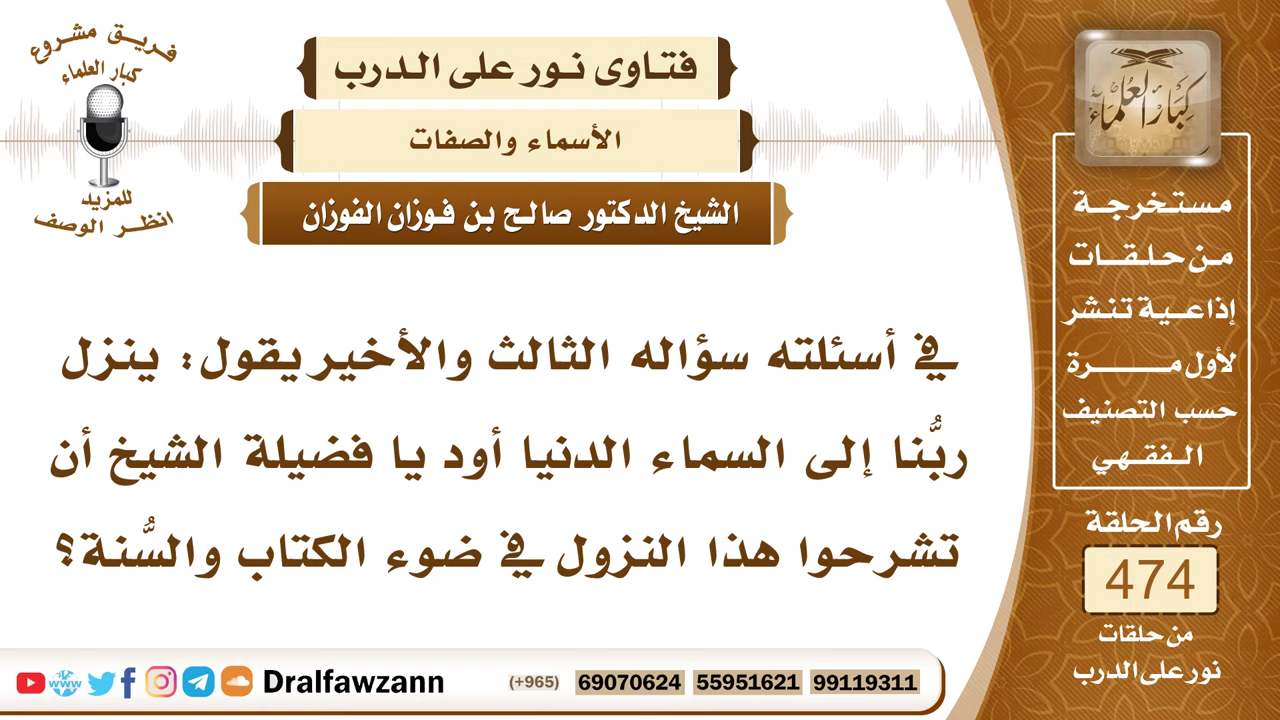 فريق مشروع
كبار العلماء
للمزيد
انظر الوصف
فتاوى نور على الدرب
الأسماء والصفات
الشيخ الدكتور صالح بن فوزان الفوزان
في أسئلته سؤاله الثالث والأخير يقول: ينزل
ربُّنا إلى السماء الدنيا أود يا فضيلة الشيخ أن
تشرحوا هذا النزول في ضوء الكتاب والسُّنة؟
كبار العلماء
مستخرجة
من حلقات
إذاعية تنشر
لأول مرة
حسب التصنيف
الفقهي
رقم الحلقة
474
من حلقات
نور على الدرب
www Dralfawzann (+965) 69070624 55951621 99119311